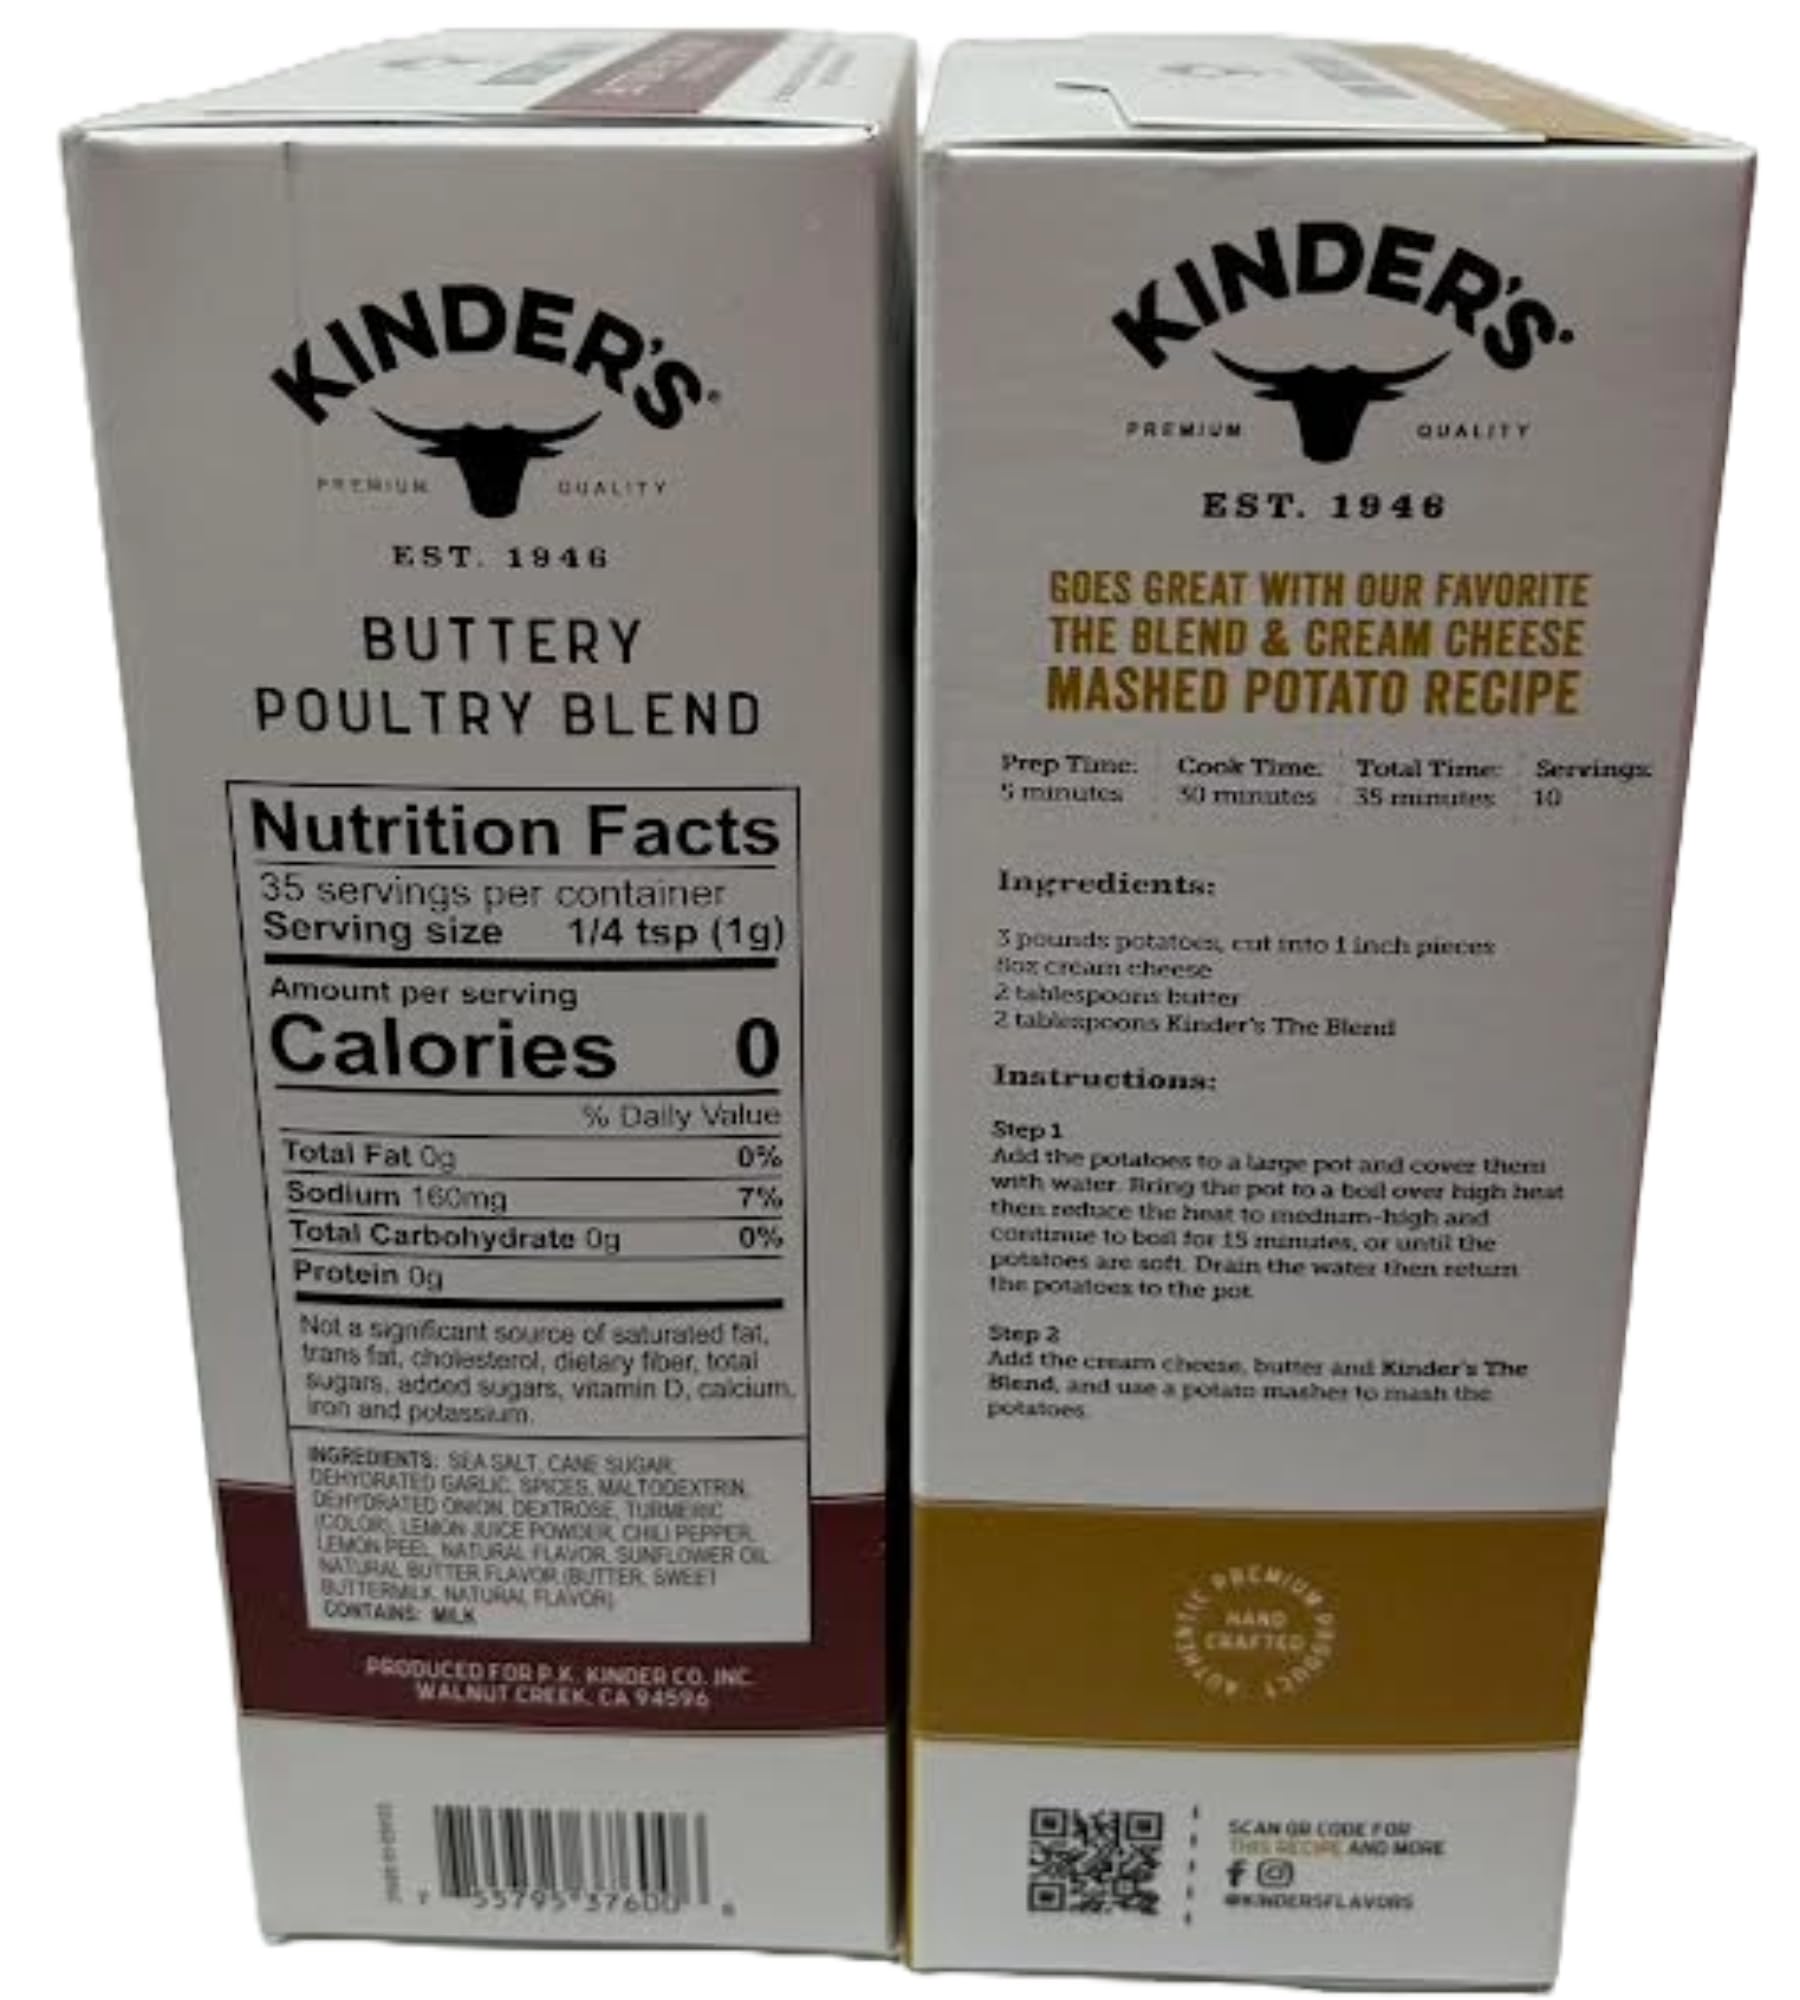 KINDER'S®
PREMIUM QUALITY
EST. 1946
BUTTERY
POULTRY BLEND
Nutrition Facts
35 servings per container
Serving size 1/4 tsp (1g)
Amount per serving
Calories 0
% Daily Value
Total Fat 0g 0%
Sodium 160mg 7%
Total Carbohydrate 0g 0%
Protein 0g
Not a significant source of saturated fat,
trans fat, cholesterol, dietary fiber, total
sugars, added sugars, vitamin D, calcium,
iron and potassium.
INGREDIENTS: SEA SALT, CANE SUGAR,
DEHYDRATED GARLIC, SPICES, MALTODEXTRIN,
DEHYDRATED ONION, DEXTROSE, TURMERIC
(COLOR), LEMON JUICE POWDER, CHILI PEPPER,
LEMON PEEL, NATURAL FLAVOR, SUNFLOWER OIL,
NATURAL BUTTER FLAVOR (BUTTER, SWEET
BUTTERMILK, NATURAL FLAVOR).
CONTAINS: MILK
PRODUCED FOR P.K. KINDER CO. INC.
WALNUT CREEK, CA 94596
7 55795 37600 6
KINDER'S®
PREMIUM QUALITY
EST. 1946
GOES GREAT WITH OUR FAVORITE
THE BLEND & CREAM CHEESE
MASHED POTATO RECIPE
Prep Time: Cook Time: Total Time: Servings:
5 minutes 30 minutes 35 minutes 10
Ingredients:
3 pounds potatoes, cut into 1 inch pieces
8oz cream cheese
2 tablespoons butter
2 tablespoons Kinder's The Blend
Instructions:
Step 1
Add the potatoes to a large pot and cover them
with water. Bring the pot to a boil over high heat
then reduce the heat to medium-high and
continue to boil for 15 minutes, or until the
potatoes are soft. Drain the water then return
the potatoes to the pot.
Step 2
Add the cream cheese, butter and Kinder's The
Blend, and use a potato masher to mash the
potatoes.
AUTHENTIC PREMIUM PRODUCT
HAND
CRAFTED
SCAN QR CODE FOR
THIS RECIPE AND MORE
@KINDERSFLAVORS